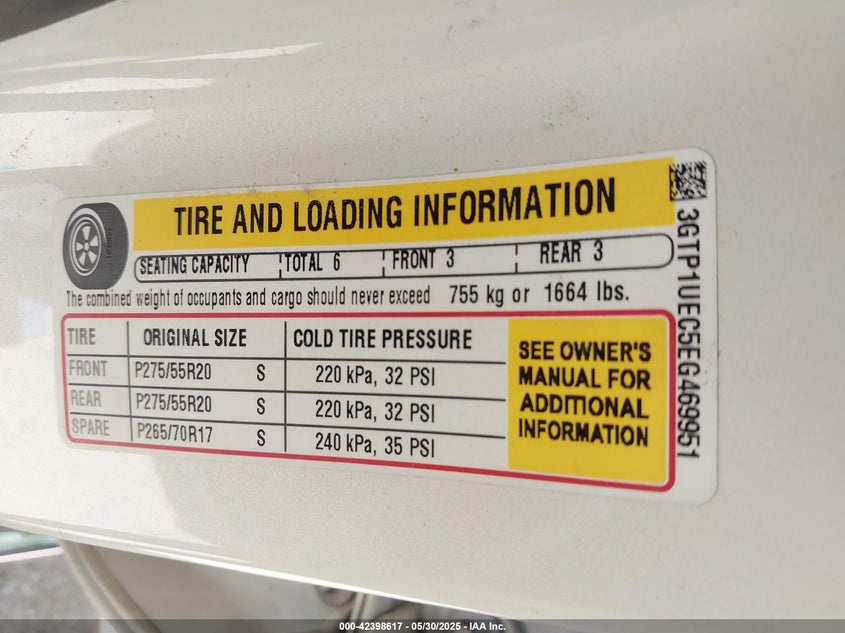 TIRE AND LOADING INFORMATION
SEATING CAPACITY TOTAL 6 FRONT 3 REAR 3
The combined weight of occupants and cargo should never exceed 755 kg or 1664 lbs.
TIRE ORIGINAL SIZE COLD TIRE PRESSURE
FRONT P275/55R20 S 220 kPa, 32 PSI
REAR P275/55R20 S 220 kPa, 32 PSI
SPARE P265/70R17 S 240 kPa, 35 PSI
SEE OWNER'S
MANUAL FOR
ADDITIONAL
INFORMATION
3GTP1UEC5EG469951
000-42398617 - 05/30/2025 - IAA Inc.